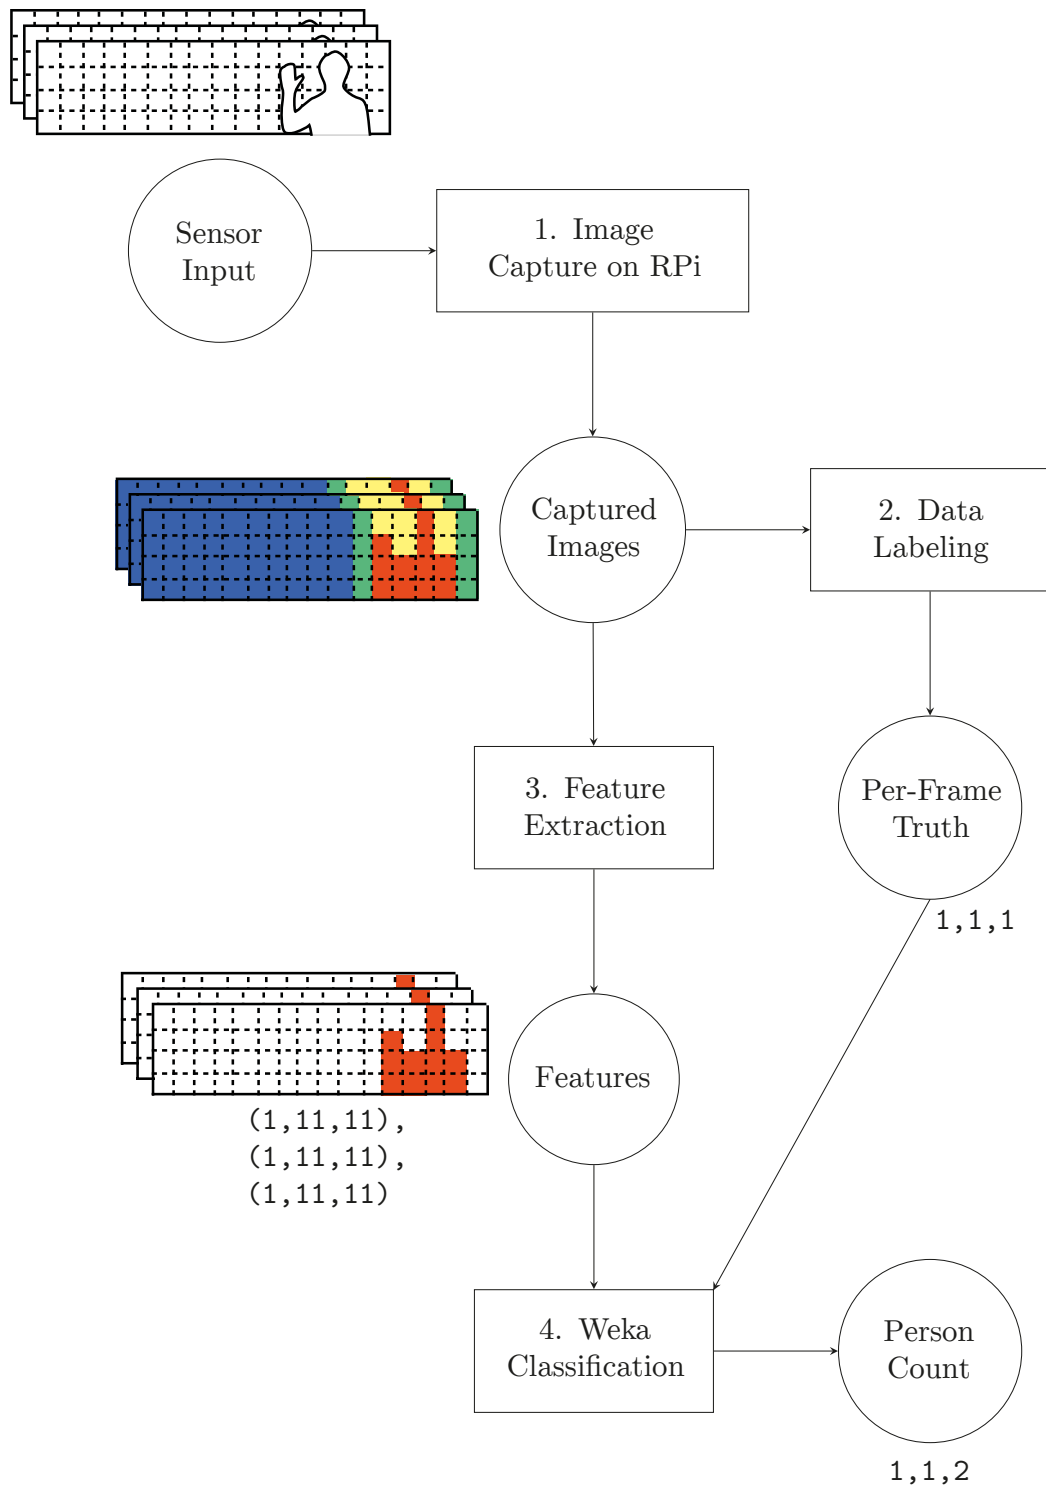 Sensor
Input
1. Image
Capture on RPi
Captured
Images
2. Data
Labeling
3. Feature
Extraction
Per-Frame
Truth
1,1,1
Features
(1,11,11),
(1,11,11),
(1,11,11)
4. Weka
Classification
Person
Count
1,1,2